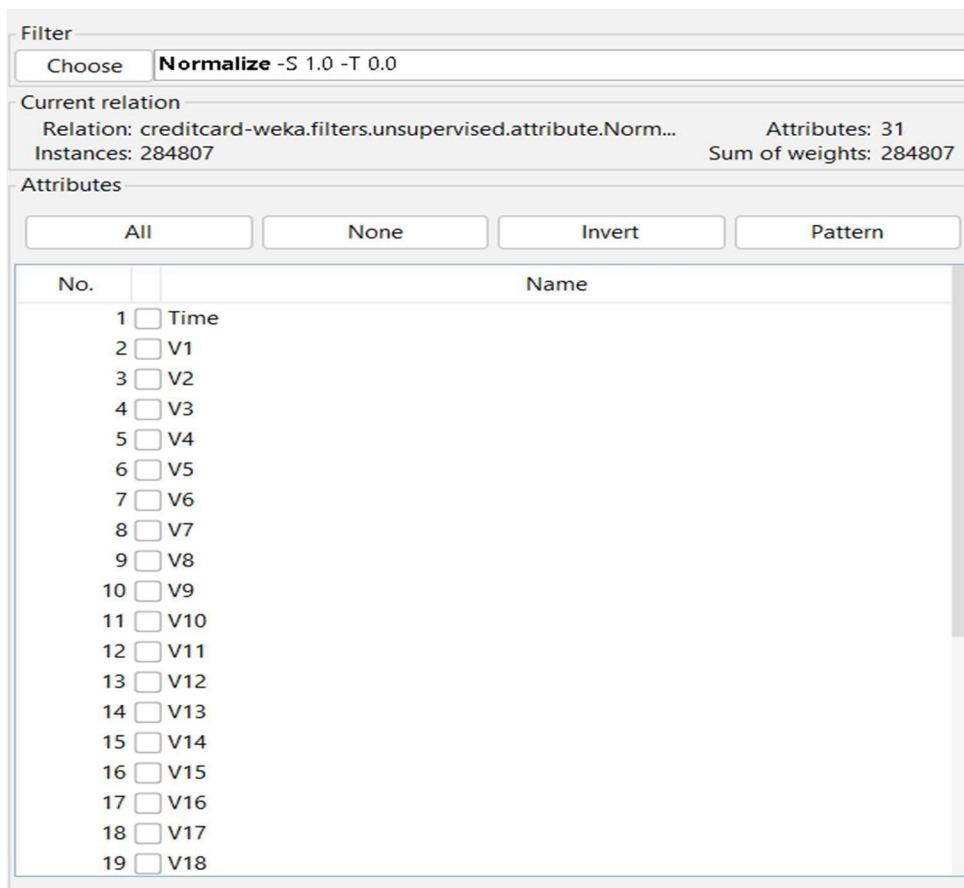 Filter
Choose Normalize -S 1.0 -T 0.0
Current relation
Relation: creditcard-weka.filters.unsupervised.attribute.Norm... Attributes: 31
Instances: 284807 Sum of weights: 284807
Attributes
All None Invert Pattern
No. Name
1 Time
2 V1
3 V2
4 V3
5 V4
6 V5
7 V6
8 V7
9 V8
10 V9
11 V10
12 V11
13 V12
14 V13
15 V14
16 V15
17 V16
18 V17
19 V18